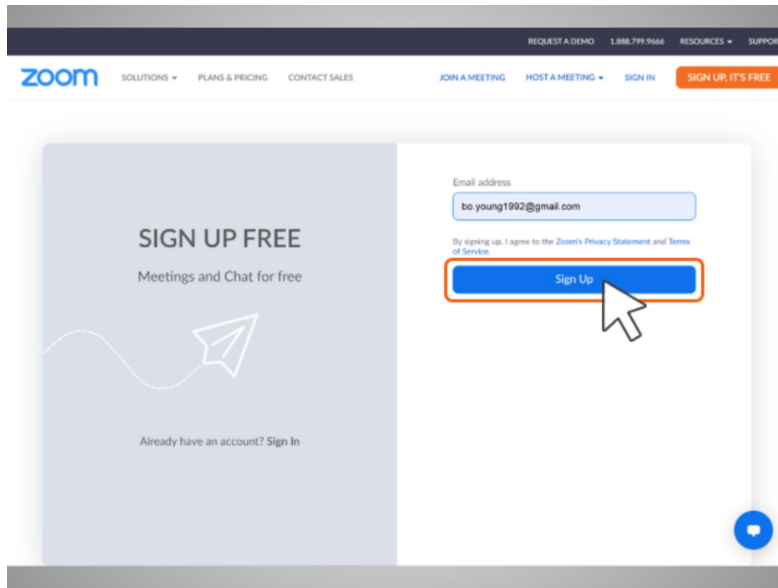 REQUEST A DEMO 1.888.799.9666 RESOURCES SUPPOR
zoom SOLUTIONS PLANS & PRICING CONTACT SALES JOIN A MEETING HOST A MEETING SIGN IN SIGN UP, IT'S FREE
SIGN UP FREE
Meetings and Chat for free
Already have an account? Sign In
Email address
bo.young1992@gmail.com
By signing up, I agree to the Zoom's Privacy Statement and Terms
of Service.
Sign Up